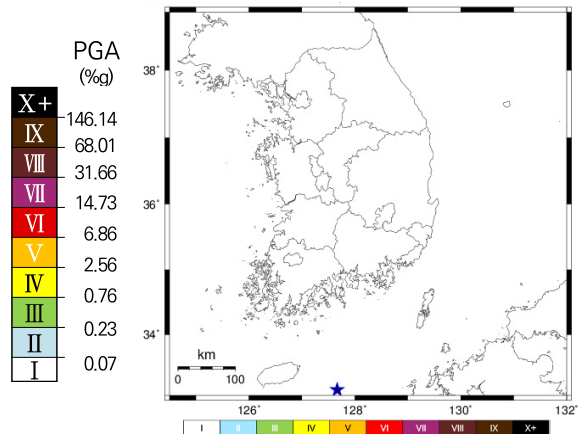 PGA
(%g)
X+
146.14
IX
68.01
VIII
31.66
VII
14.73
VI
6.86
V
2.56
IV
0.76
III
0.23
II
0.07
I
38°
36°
34°
km
0 100
126° 128° 130° 132°
I II III IV V VI VII VIII IX X+